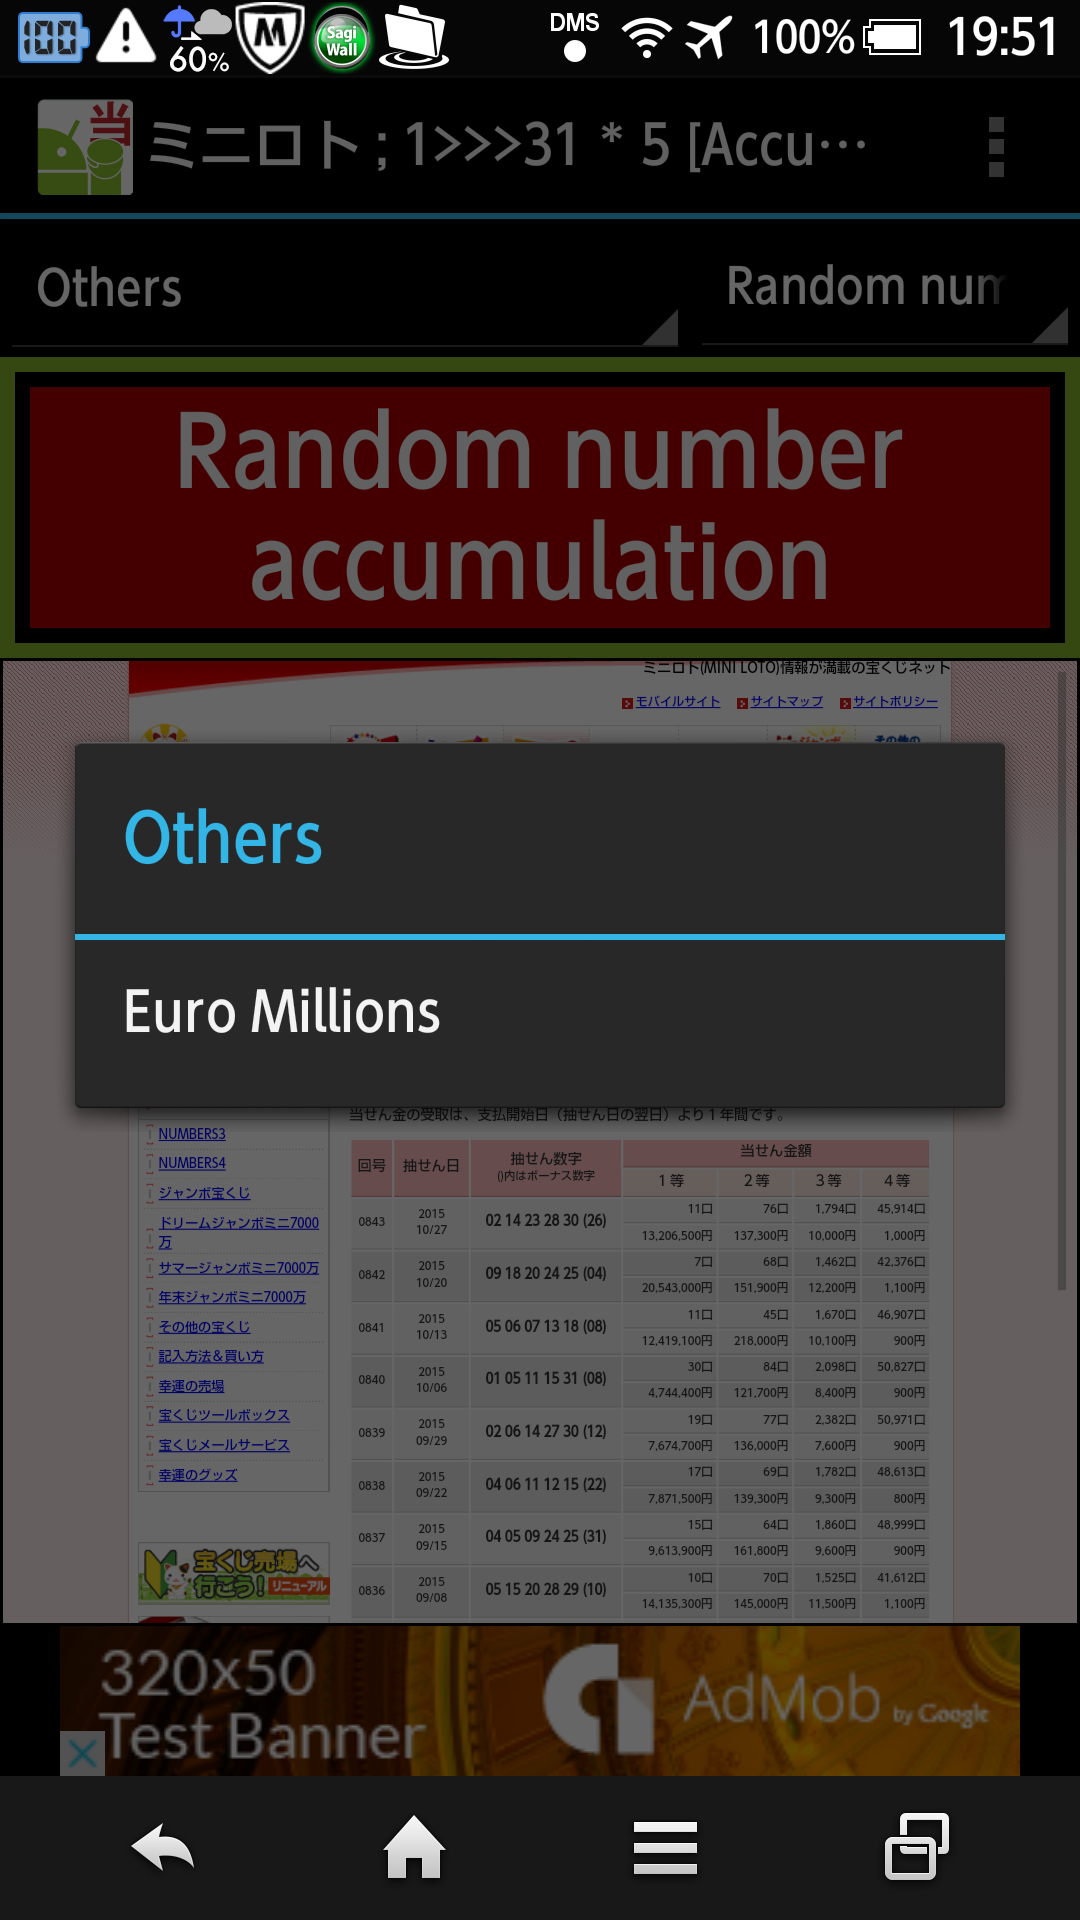 100 60% M Sagi Wall DMS 100% 19:51
当 ミニロト ; 1>>>31 * 5 [Accu…
Others
Random num
Random number
accumulation
ミニロト(MINI LOTO)情報が満載の宝くじネット
モバイルサイト サイトマップ サイトポリシー
Others
Euro Millions
当せん金の受取は、支払開始日（抽せん日の翌日）より１年間です。
NUMBERS3
NUMBERS4
ジャンボ宝くじ
ドリームジャンボミニ7000
万
サマージャンボミニ7000万
年末ジャンボミニ7000万
その他の宝くじ
記入方法＆買い方
幸運の売場
宝くじツールボックス
宝くじメールサービス
幸運のグッズ
宝くじ売場へ
行こう! リニューアル
回号 抽せん日 抽せん数字 当せん金額
()内はボーナス数字 1等 2等 3等 4等
0843 2015 10/27 02 14 23 28 30 (26) 11口 76口 1,794口 45,914口
13,206,500円 137,300円 10,000円 1,000円
0842 2015 10/20 09 18 20 24 25 (04) 7口 68口 1,462口 42,376口
20,543,000円 151,900円 12,200円 1,100円
0841 2015 10/13 05 06 07 13 18 (08) 11口 45口 1,670口 46,907口
12,419,100円 218,000円 10,100円 900円
0840 2015 10/06 01 05 11 15 31 (08) 30口 84口 2,098口 50,827口
4,744,400円 121,700円 8,400円 900円
0839 2015 09/29 02 06 14 27 30 (12) 19口 77口 2,382口 50,971口
7,674,700円 136,000円 7,600円 900円
0838 2015 09/22 04 06 11 12 15 (22) 17口 69口 1,782口 48,613口
7,871,500円 139,300円 9,300円 800円
0837 2015 09/15 04 05 09 24 25 (31) 15口 64口 1,860口 48,999口
9,613,900円 161,800円 9,600円 900円
0836 2015 09/08 05 15 20 28 29 (10) 10口 70口 1,525口 41,612口
14,135,300円 145,000円 11,500円 1,100円
320x50
Test Banner
AdMob by Google